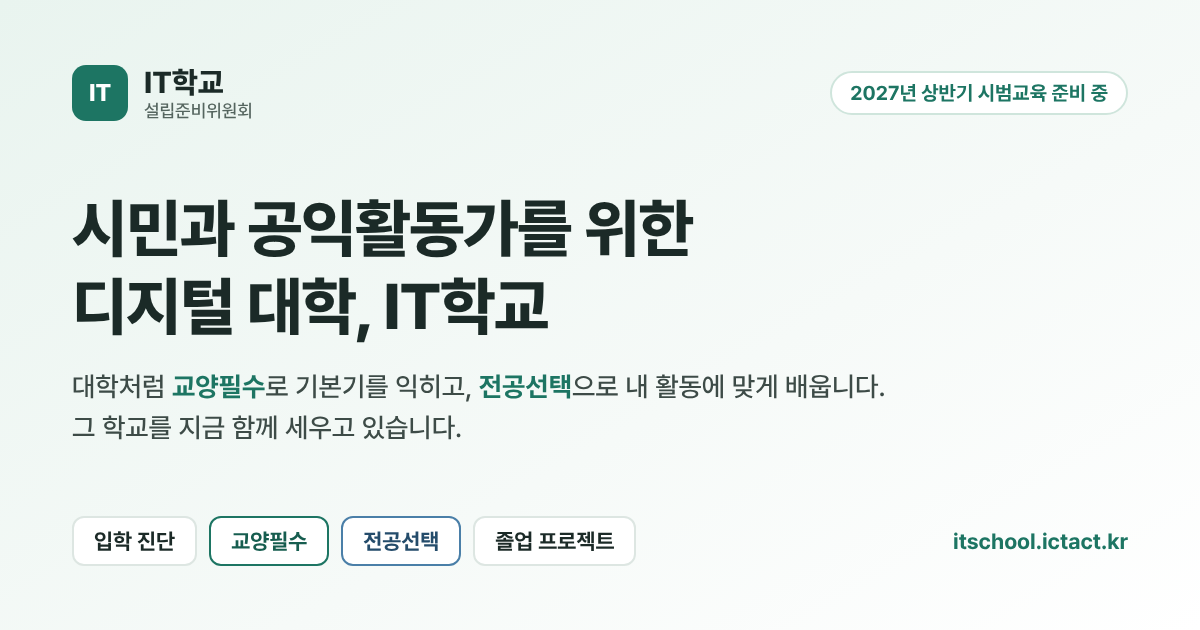 IT
IT학교
설립준비위원회
2027년 상반기 시범교육 준비 중
시민과 공익활동가를 위한
디지털 대학, IT학교
대학처럼 교양필수로 기본기를 익히고, 전공선택으로 내 활동에 맞게 배웁니다.
그 학교를 지금 함께 세우고 있습니다.
입학 진단
교양필수
전공선택
졸업 프로젝트
itschool.ictact.kr